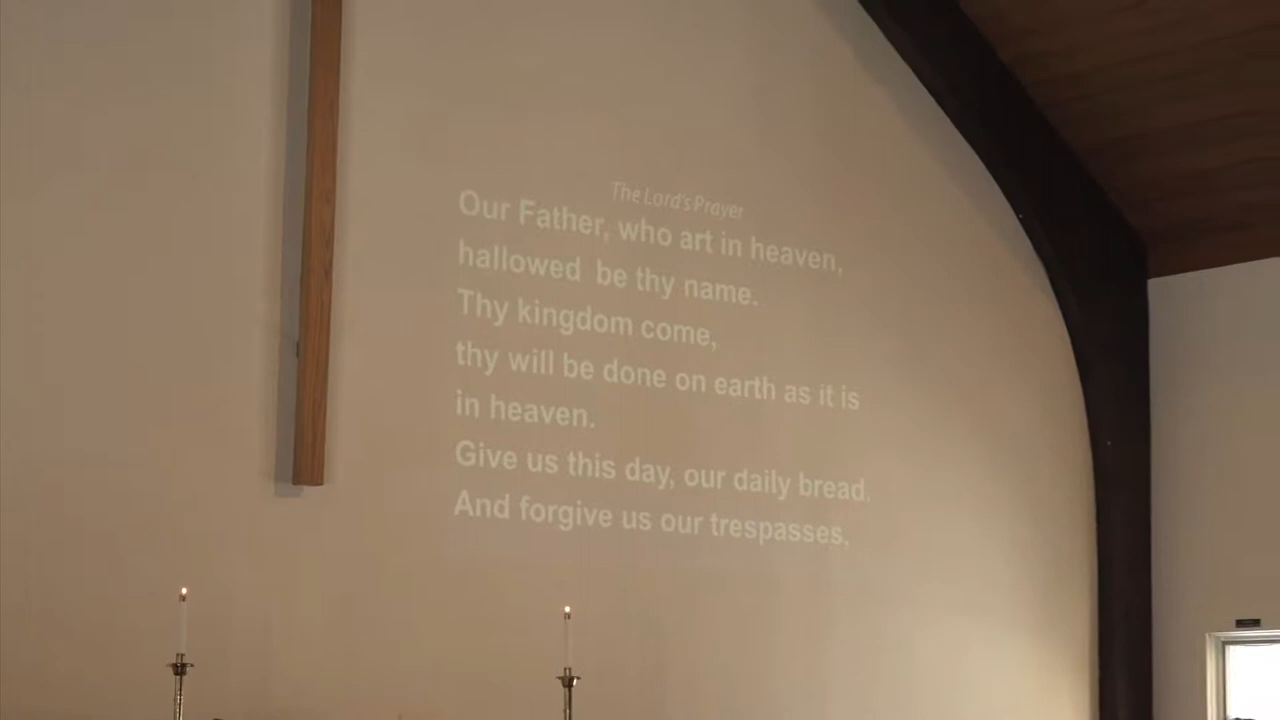 The Lord's Prayer
Our Father, who art in heaven,
hallowed be thy name.
Thy kingdom come,
thy will be done on earth as it is
in heaven.
Give us this day, our daily bread.
And forgive us our trespasses.